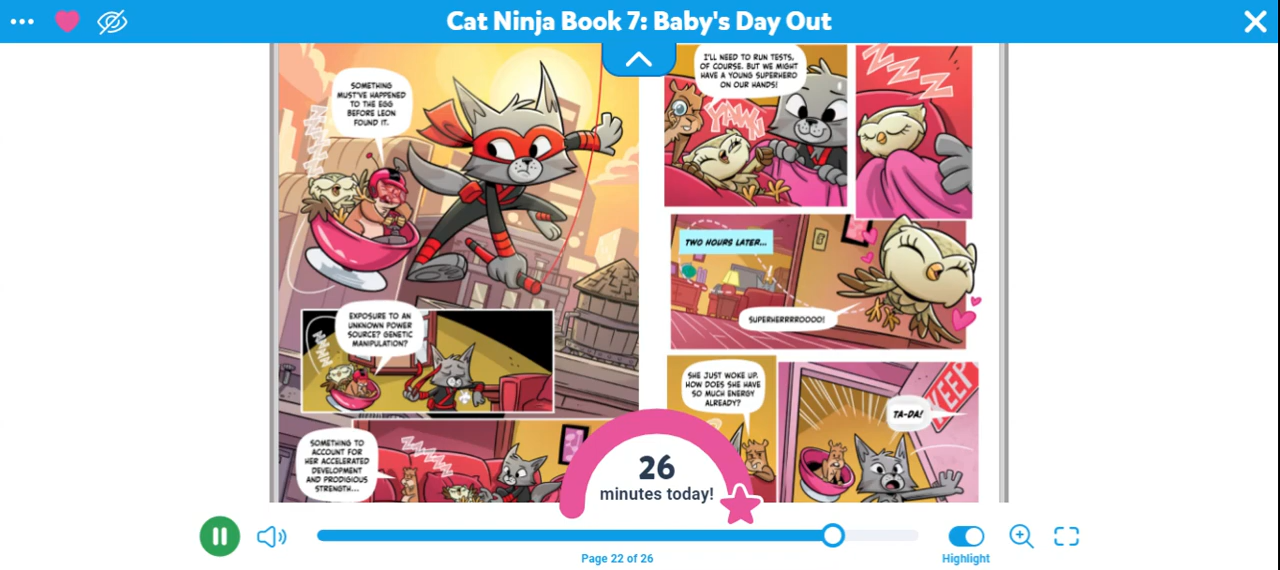 Cat Ninja Book 7: Baby's Day Out
SOMETHING
MUST'VE HAPPENED
TO THE EGG
BEFORE LEON
FOUND IT.
EXPOSURE TO AN
UNKNOWN POWER
SOURCE? GENETIC
MANIPULATION?
SOMETHING TO
ACCOUNT FOR
HER ACCELERATED
DEVELOPMENT
AND PRODIGIOUS
STRENGTH...
ZZZZ
I'LL NEED TO RUN TESTS,
OF COURSE. BUT WE MIGHT
HAVE A YOUNG SUPERHERO
ON OUR HANDS!
YAWN
ZZZZ
TWO HOURS LATER...
SUPERHERRRROOOO!
SHE JUST WOKE UP.
HOW DOES SHE HAVE
SO MUCH ENERGY
ALREADY?
KEEP
TA-DA!
26
minutes today!
Page 22 of 26
Highlight